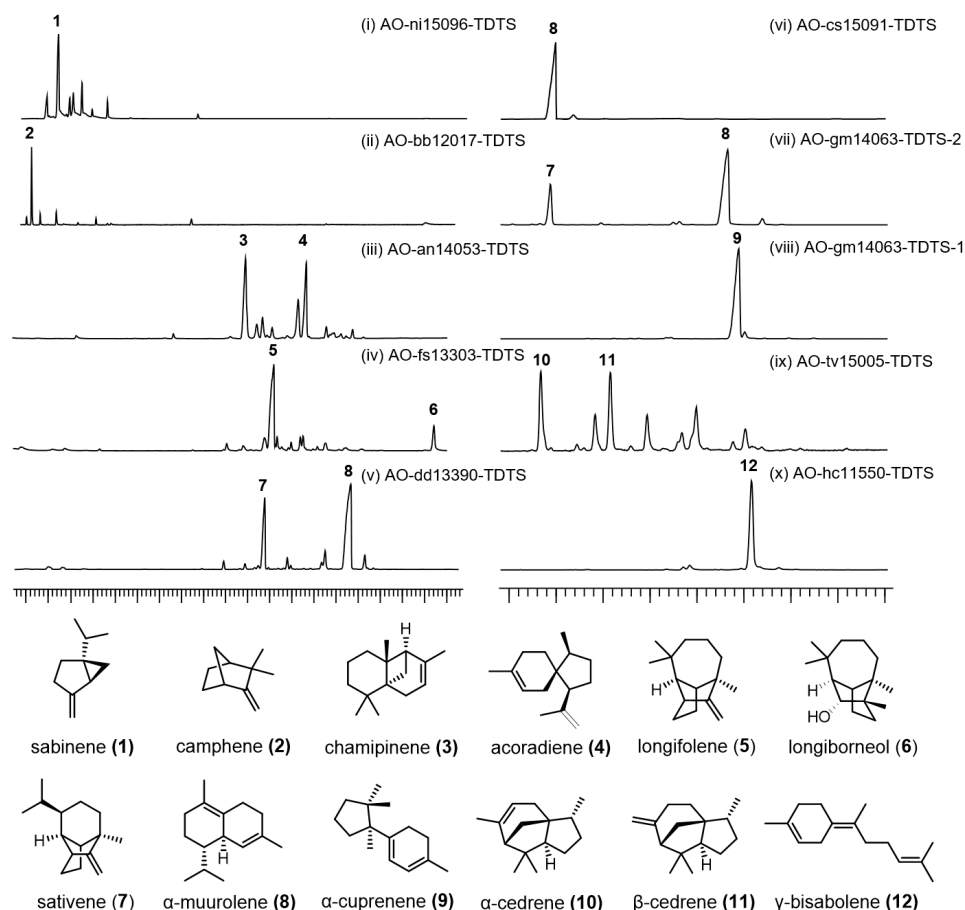 1
(i) AO-ni15096-TDTS
2
(ii) AO-bb12017-TDTS
3
4
(iii) AO-an14053-TDTS
5
6
(iv) AO-fs13303-TDTS
7
8
(v) AO-dd13390-TDTS
8
(vi) AO-cs15091-TDTS
7
8
(vii) AO-gm14063-TDTS-2
9
(viii) AO-gm14063-TDTS-1
10
11
(ix) AO-tv15005-TDTS
12
(x) AO-hc11550-TDTS
H
H
H
HO
sabinene (1)
camphene (2)
champinene (3)
acoradiene (4)
longifolene (5)
longiborneol (6)
H
H
H
H
sativene (7)
α-muurolene (8)
α-cuprenene (9)
α-cedrene (10)
β-cedrene (11)
γ-bisabolene (12)